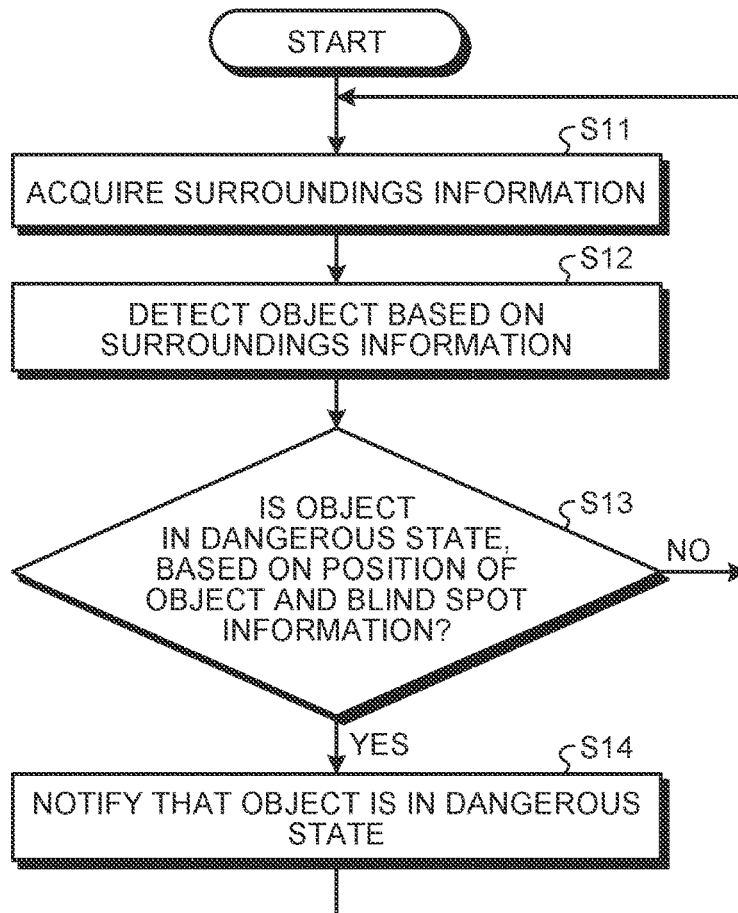 START
S11
ACQUIRE SURROUNDINGS INFORMATION
S12
DETECT OBJECT BASED ON
SURROUNDINGS INFORMATION
S13
IS OBJECT
IN DANGEROUS STATE,
BASED ON POSITION OF
OBJECT AND BLIND SPOT
INFORMATION?
NO
YES
S14
NOTIFY THAT OBJECT IS IN DANGEROUS
STATE